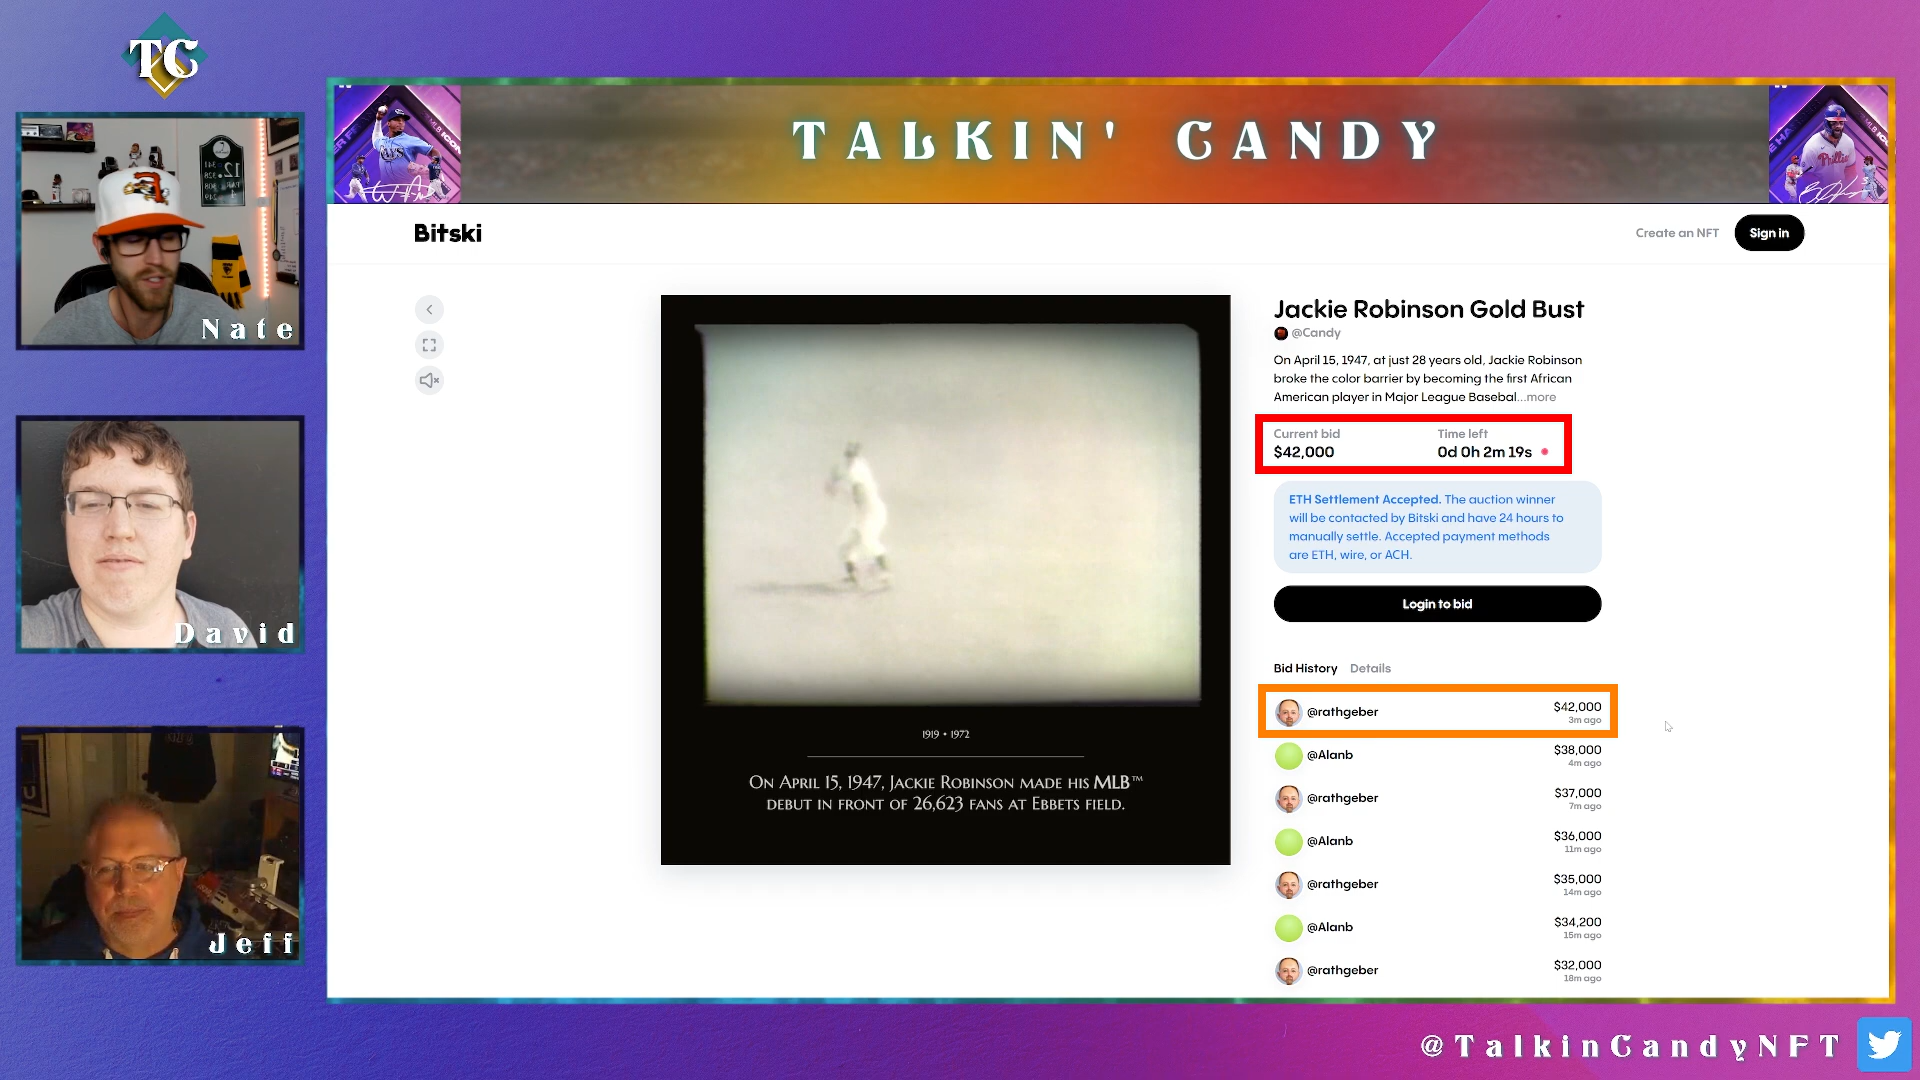 TC
TALKIN' CANDY
Nate
David
Jeff
Bitski
Create an NFT
Sign in
Jackie Robinson Gold Bust
@Candy
On April 15, 1947, at just 28 years old, Jackie Robinson
broke the color barrier by becoming the first African
American player in Major League Basebal...more
Current bid
Time left
$42,000
0d 0h 2m 19s
ETH Settlement Accepted. The auction winner
will be contacted by Bitski and have 24 hours to
manually settle. Accepted payment methods
are ETH, wire, or ACH.
Login to bid
Bid History
Details
@rathgeber
$42,000
3m ago
@Alanb
$38,000
4m ago
@rathgeber
$37,000
7m ago
@Alanb
$36,000
11m ago
@rathgeber
$35,000
14m ago
@Alanb
$34,200
15m ago
@rathgeber
$32,000
18m ago
1919 • 1972
On April 15, 1947, Jackie Robinson made his MLB™
debut in front of 26,623 fans at Ebbets field.
@TalkinCandyNFT